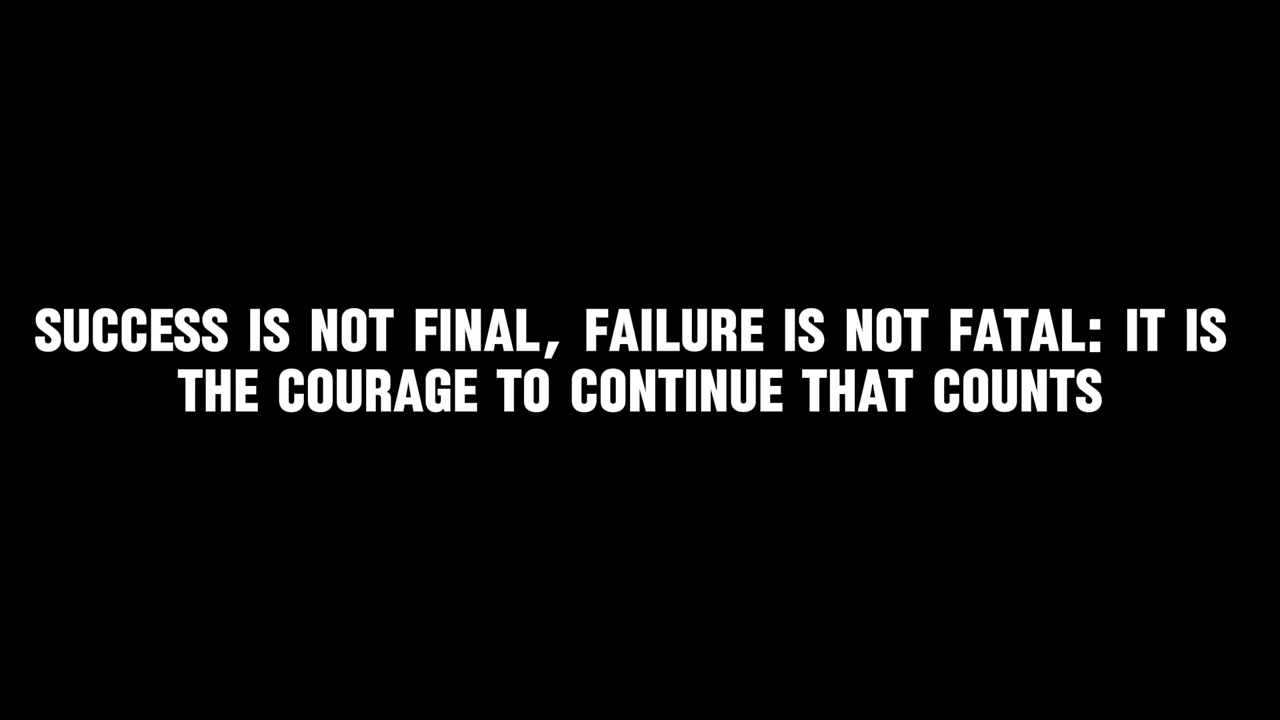 SUCCESS IS NOT FINAL, FAILURE IS NOT FATAL: IT IS
THE COURAGE TO CONTINUE THAT COUNTS